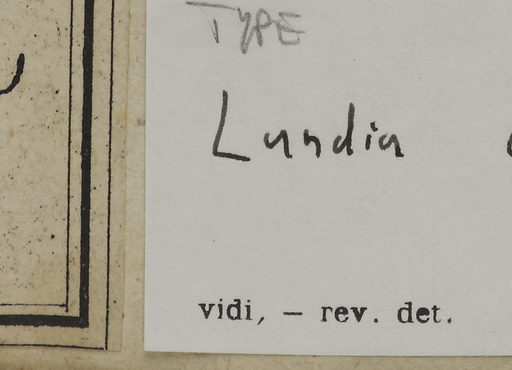 TYPE
Lundia
vidi, – rev. det.